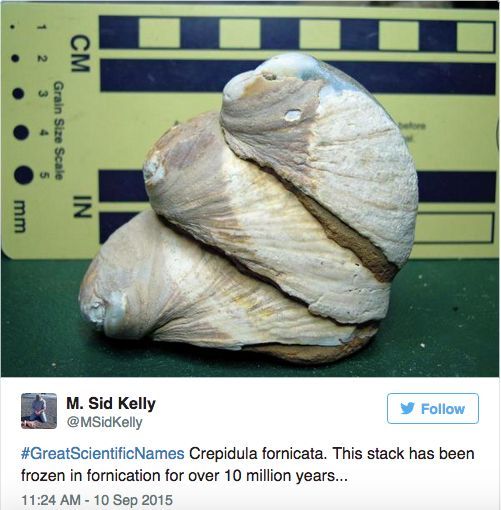 CM
1 2 3 4 5
Grain Size Scale
mm
IN
before
M. Sid Kelly
@MSidKelly
Follow
#GreatScientificNames Crepidula fornicata. This stack has been
frozen in fornication for over 10 million years...
11:24 AM - 10 Sep 2015